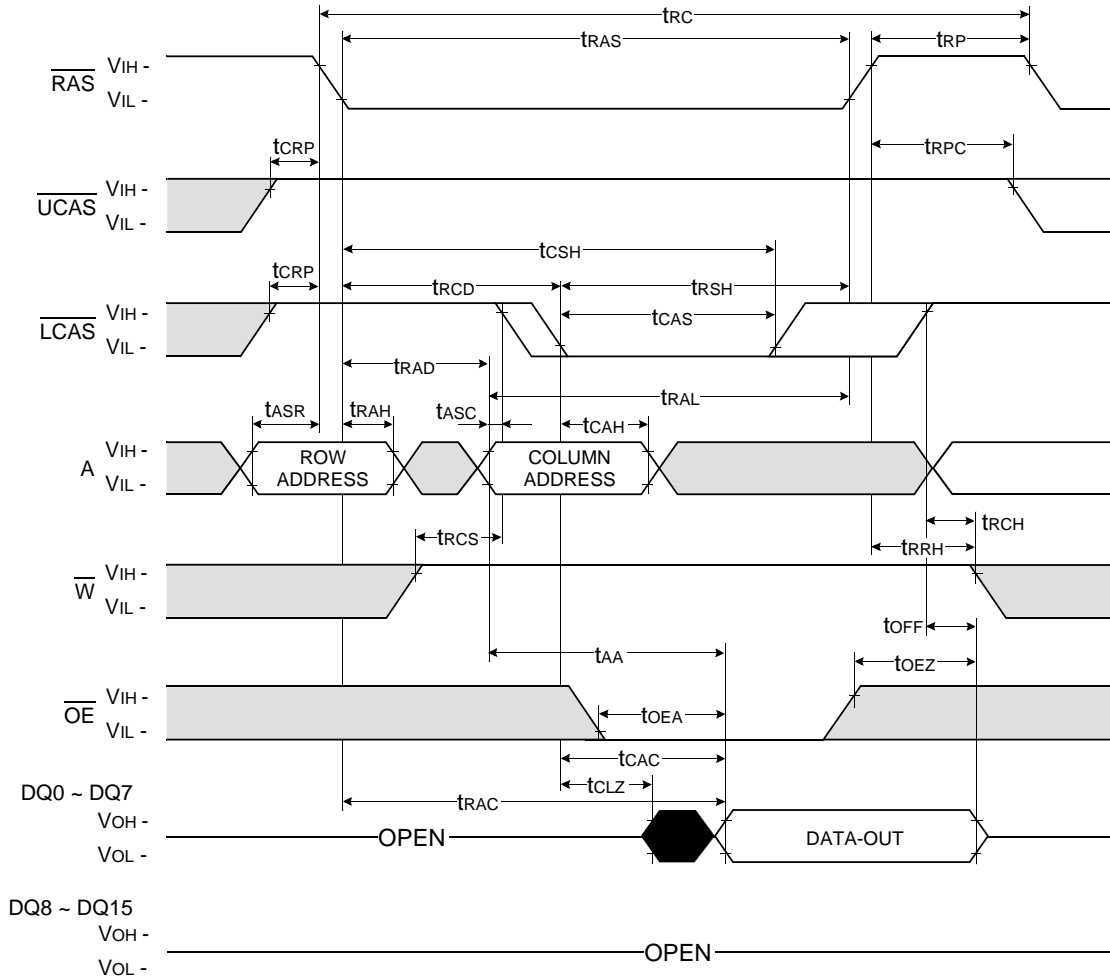 tRC
tRAS
tRP
RAS
VIH -
VIL -
tCRP
tRPC
UCAS
VIH -
VIL -
tCSH
tCRP
tRCD
tRSH
LCAS
VIH -
VIL -
tCAS
tRAD
tRAL
tASR
tRAH
tASC
tCAH
A
VIH -
VIL -
ROW
ADDRESS
COLUMN
ADDRESS
tRCH
tRCS
tRRH
W
VIH -
VIL -
tOFF
tAA
tOEZ
OE
VIH -
VIL -
tOEA
tCAC
tCLZ
tRAC
DQ0 ~ DQ7
VOH -
VOL -
OPEN
DATA-OUT
DQ8 ~ DQ15
VOH -
VOL -
OPEN